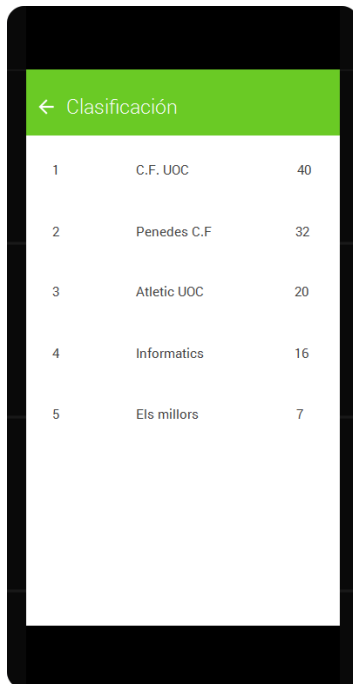 Clasificación
1 C.F. UOC 40
2 Penedes C.F 32
3 Atletic UOC 20
4 Informatics 16
5 Els millors 7